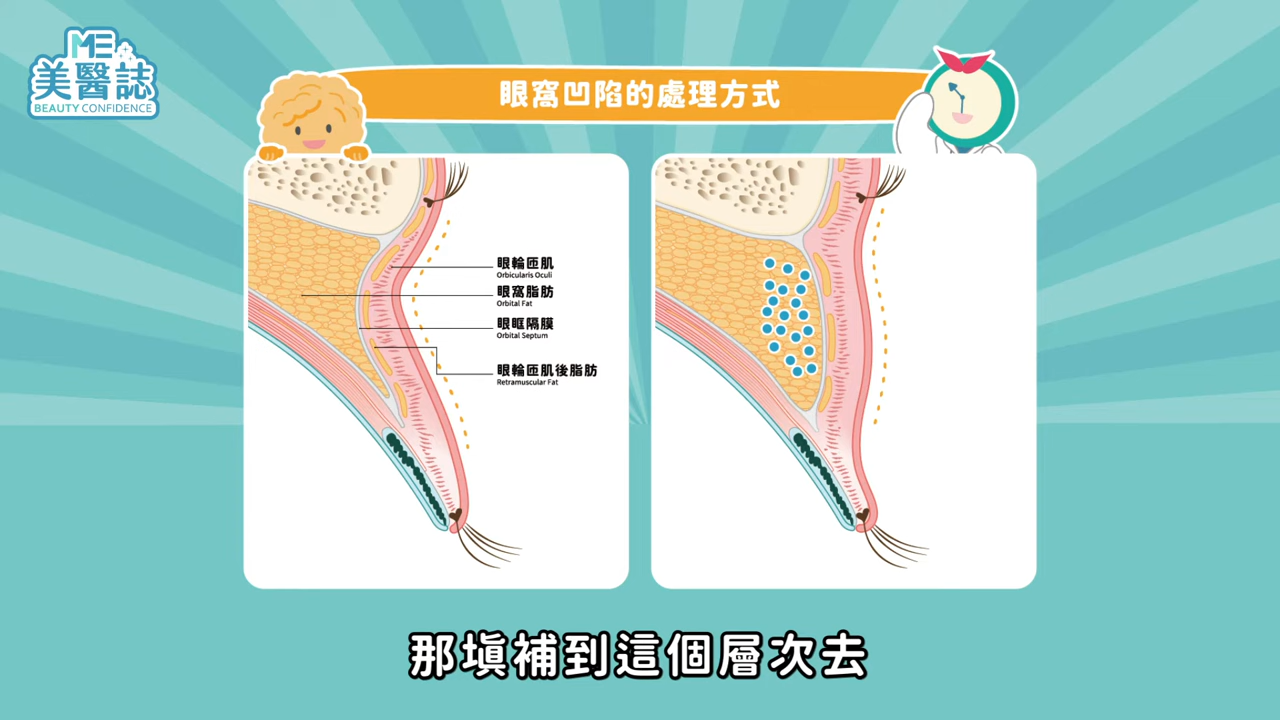 ME
美醫誌
BEAUTY CONFIDENCE
眼窩凹陷的處理方式
眼輪匝肌
Orbicularis Oculi
眼窩脂肪
Orbital Fat
眼眶隔膜
Orbital Septum
眼輪匝肌後脂肪
Retramuscular Fat
那填補到這個層次去